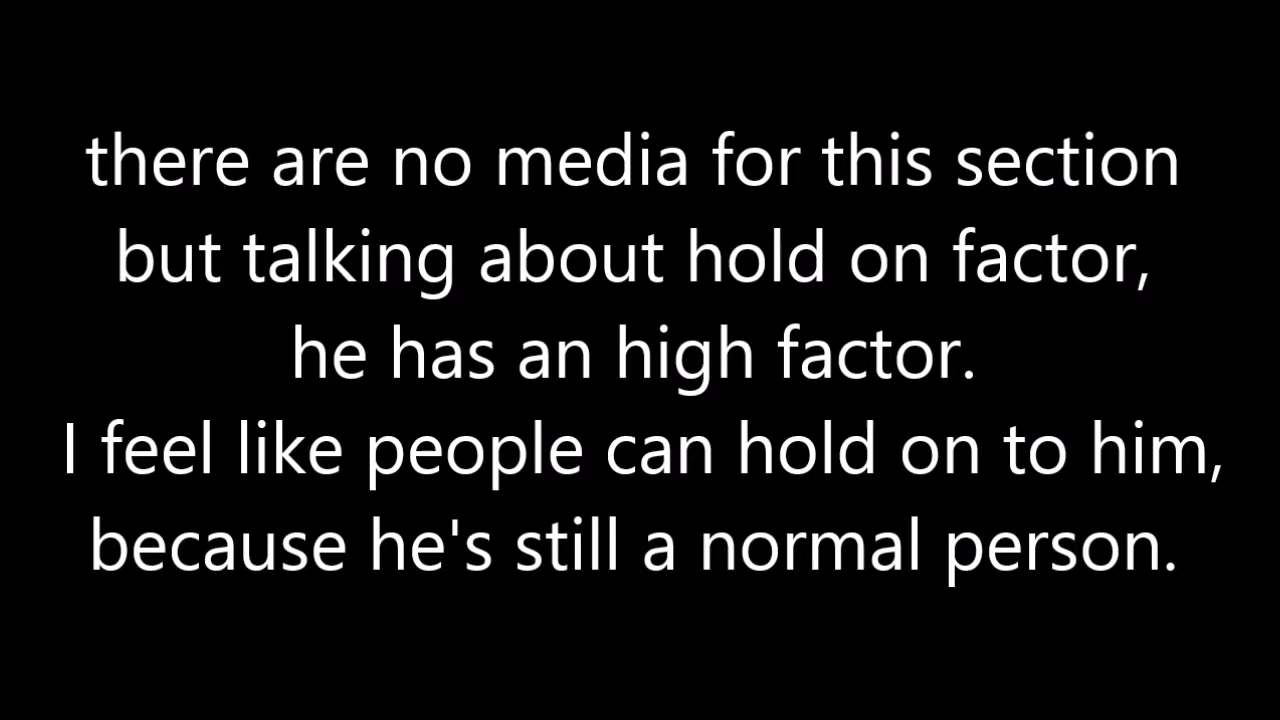 there are no media for this section
but talking about hold on factor,
he has an high factor.
I feel like people can hold on to him,
because he's still a normal person.